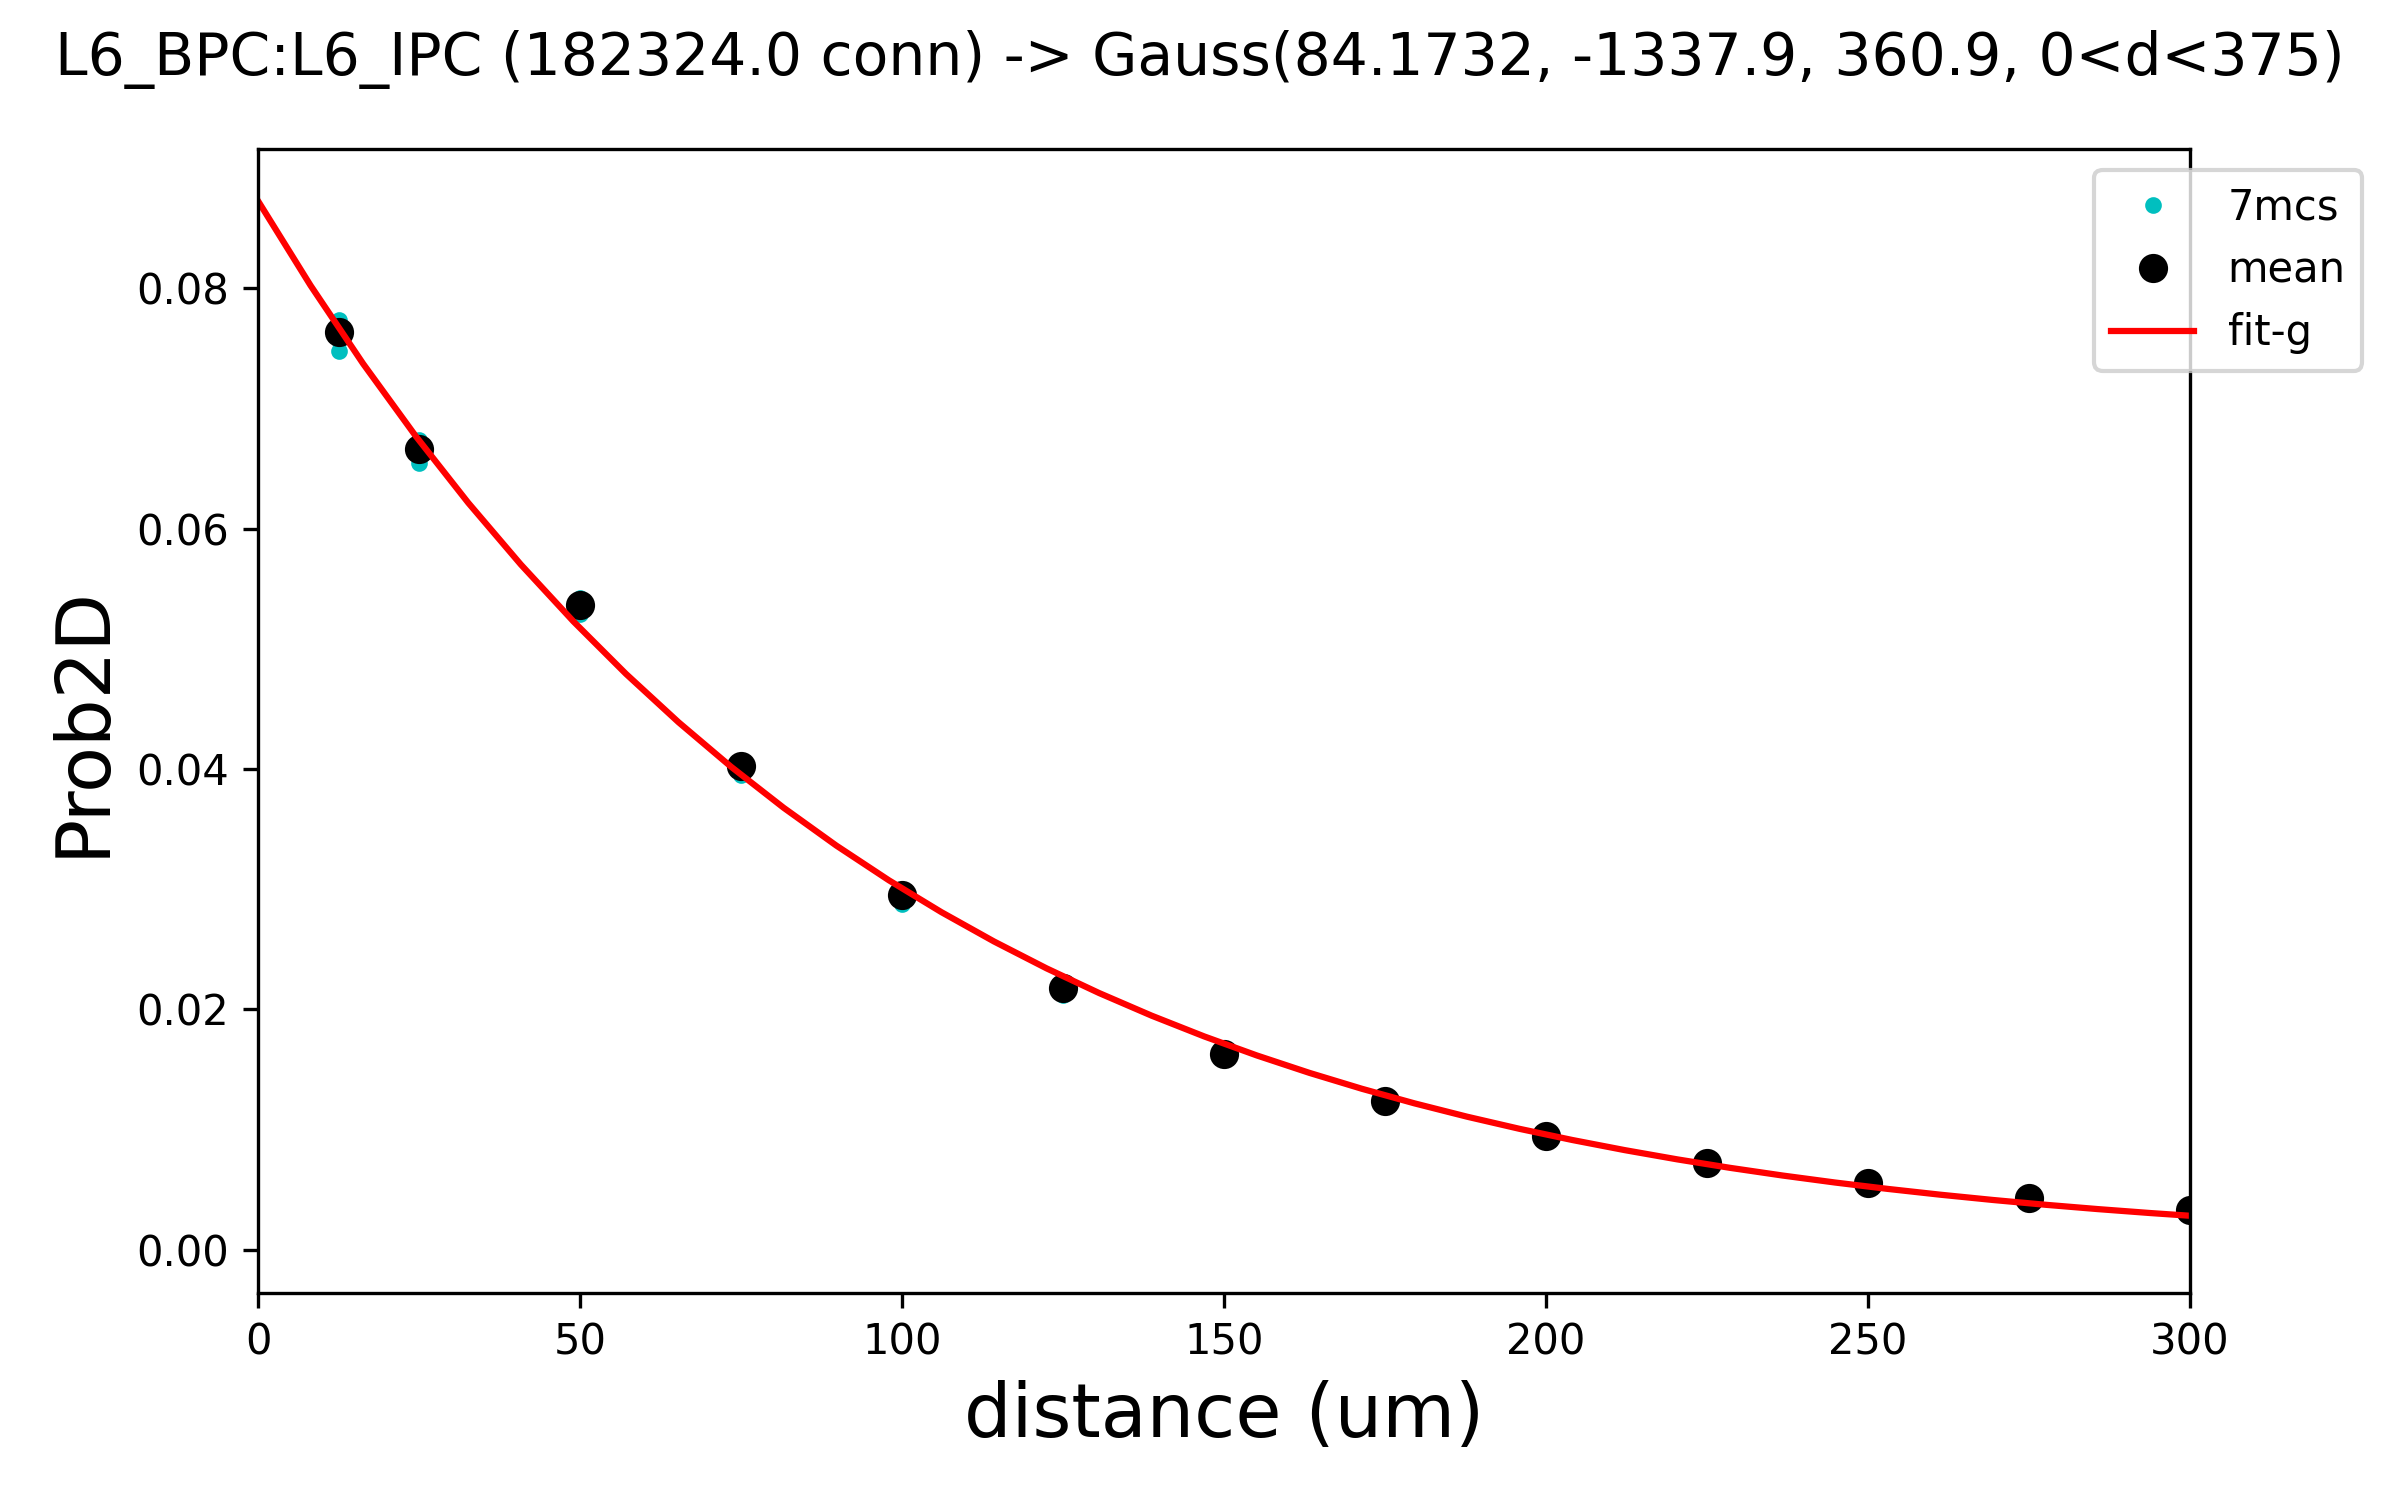 L6_BPC:L6_IPC (182324.0 conn) -> Gauss(84.1732, -1337.9, 360.9, 0<d<375)
7mcs
mean
fit-g
Prob2D
0.08
0.06
0.04
0.02
0.00
0 50 100 150 200 250 300
distance (um)